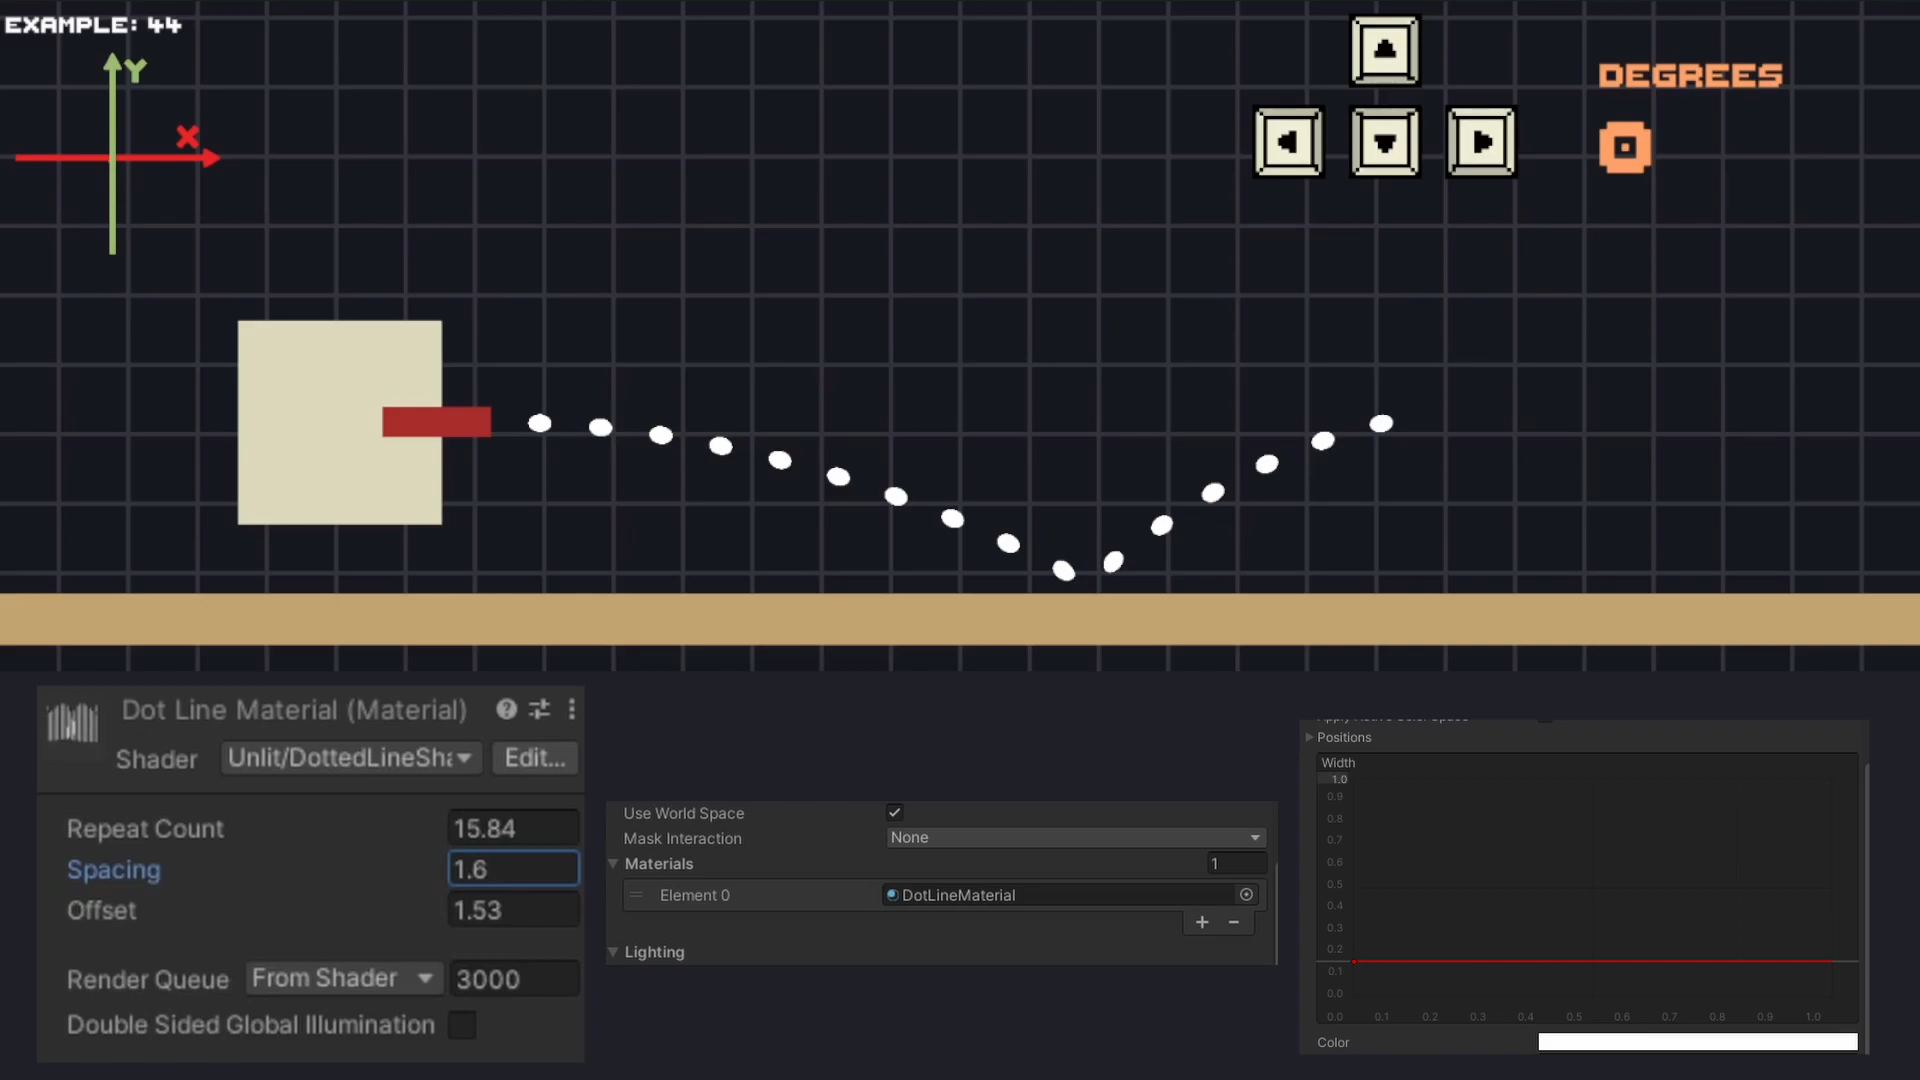 EXAMPLE: 44
Y
X
DEGREES
0
Dot Line Material (Material)
Shader
Unlit/DottedLineSha
Edit...
Repeat Count
15.84
Spacing
1.6
Offset
1.53
Render Queue
From Shader
3000
Double Sided Global Illumination
Use World Space
Mask Interaction
None
Materials
1
Element 0
DotLineMaterial
Lighting
Positions
Width
1.0
0.9
0.8
0.7
0.6
0.5
0.4
0.3
0.2
0.1
0.0
0.0 0.1 0.2 0.3 0.4 0.5 0.6 0.7 0.8 0.9 1.0
Color